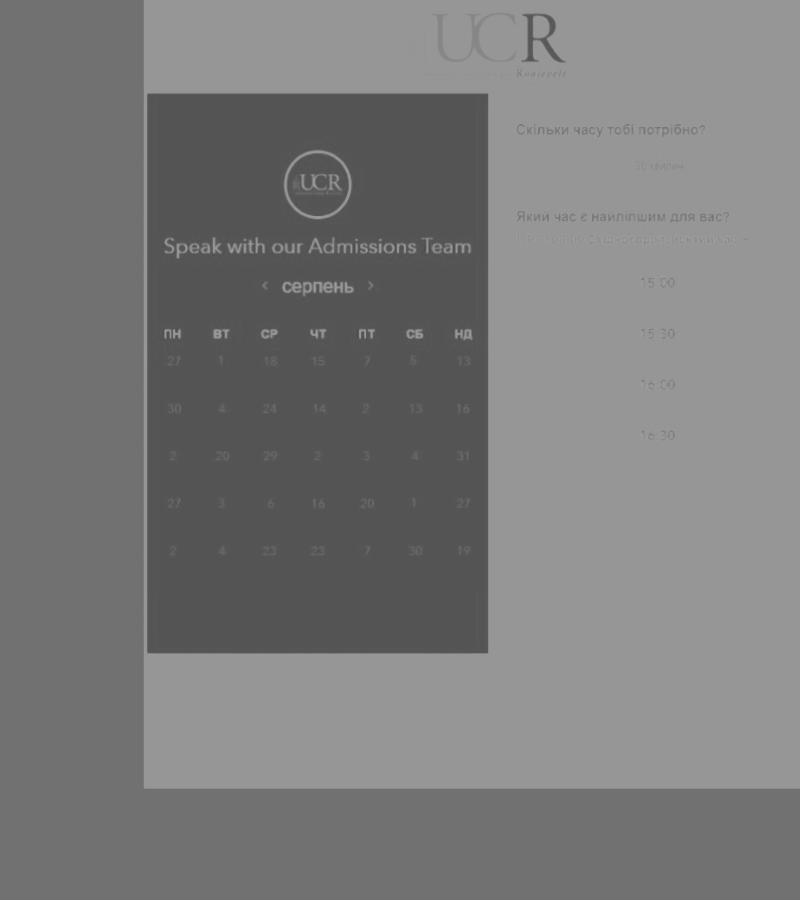 UCR
Roosevelt
UCR
Speak with our Admissions Team
‹ серпень ›
ПН ВТ СР ЧТ ПТ СБ НД
27 1 18 15 7 5 13
30 4 24 14 2 13 16
2 20 29 2 3 4 31
27 3 6 16 20 1 27
2 4 23 23 7 30 19
Скільки часу тобі потрібно?
30 хвилин
Який час є найліпшим для вас?
Східноєвропейский час
15:00
15:30
16:00
16:30